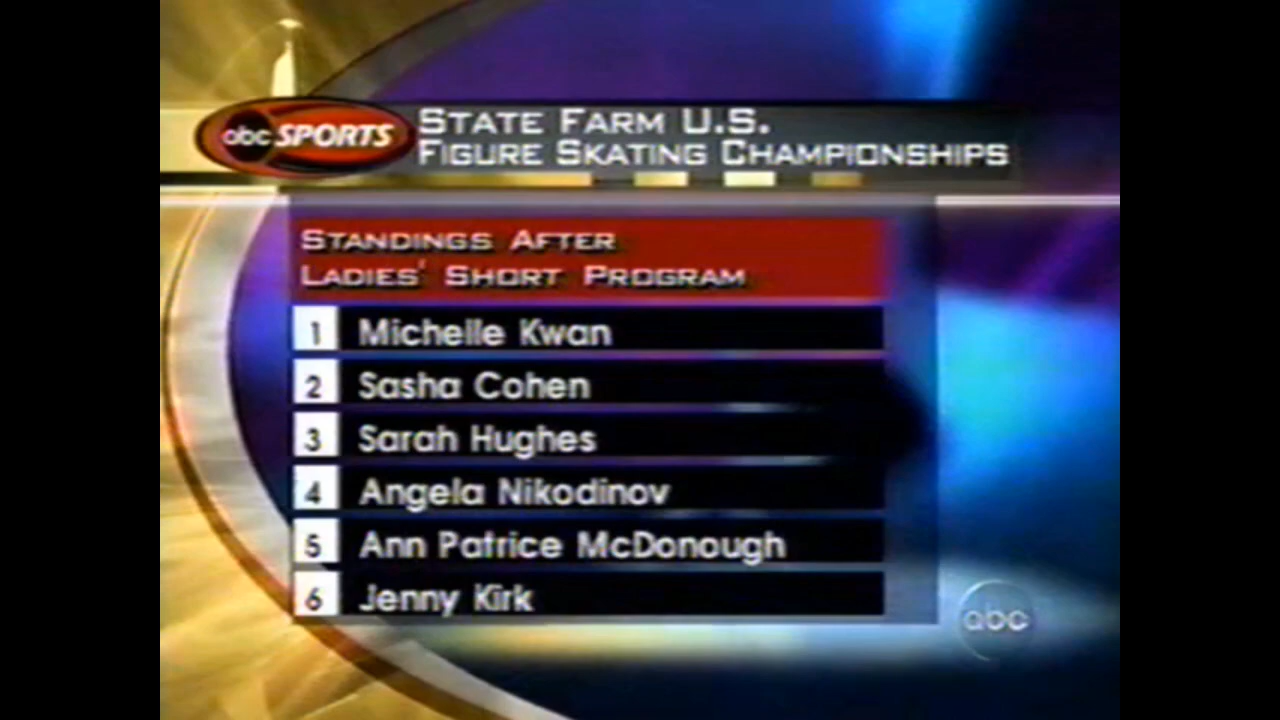 abc SPORTS
STATE FARM U.S.
FIGURE SKATING CHAMPIONSHIPS
STANDINGS AFTER
LADIES' SHORT PROGRAM
1 Michelle Kwan
2 Sasha Cohen
3 Sarah Hughes
4 Angela Nikodinov
5 Ann Patrice McDonough
6 Jenny Kirk
abc